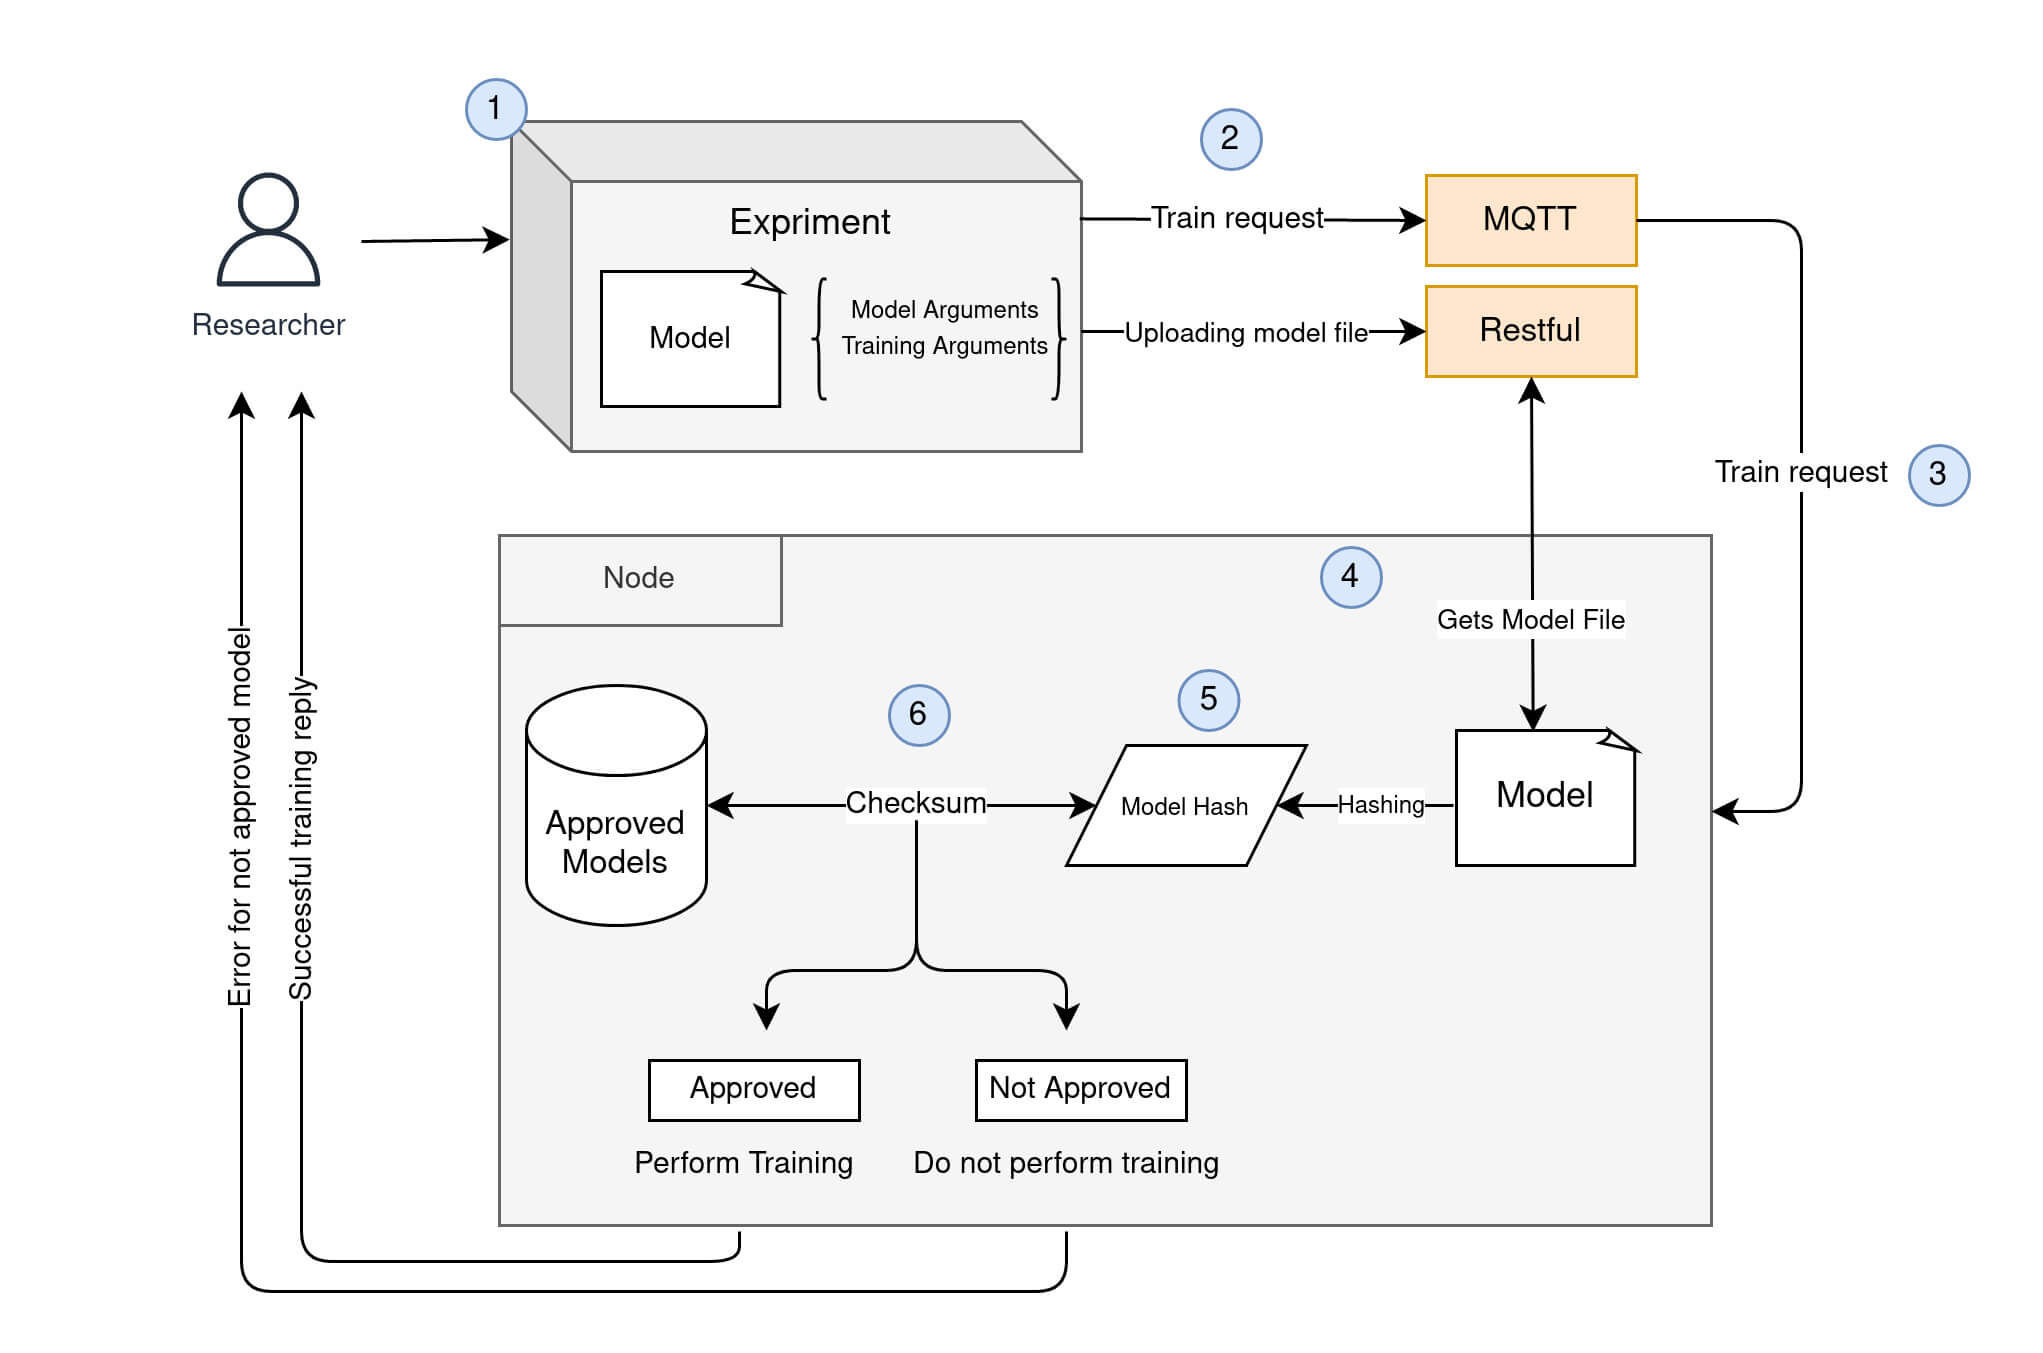 1
2
Expriment
Train request
MQTT
Researcher
Model
Model Arguments
Training Arguments
Uploading model file
Restful
Train request
3
Node
4
Gets Model File
Error for not approved model
Successful training reply
6
5
Approved
Models
Checksum
Model Hash
Hashing
Model
Approved
Not Approved
Perform Training
Do not perform training